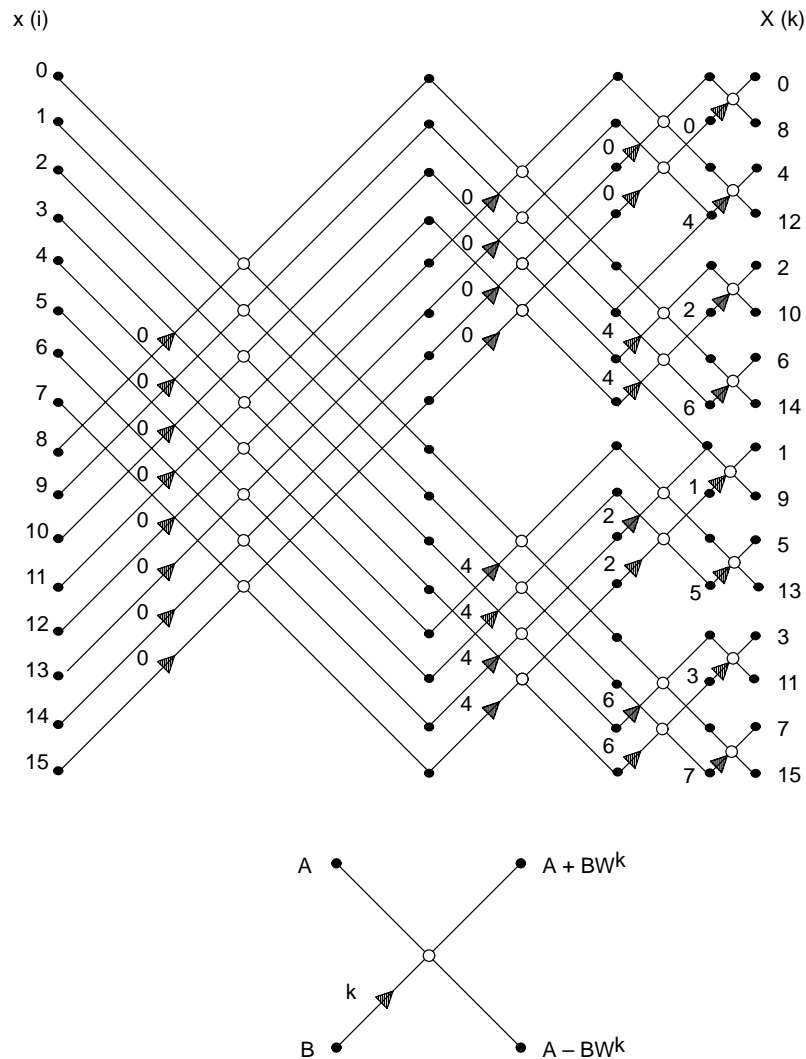 x (i) X (k)
0 0
1 0 8
2 0 4
3 0 0 12
4 0 4 2
5 0 2 10
6 0 0 4 6
7 0 4 6 14
8 0 1
9 0 1 9
10 0 2 5
11 0 4 2 5 13
12 0 4 3
13 0 4 3 11
14 4 6 7
15 6 7 15
A A + BWᵏ
k
B A – BWᵏ